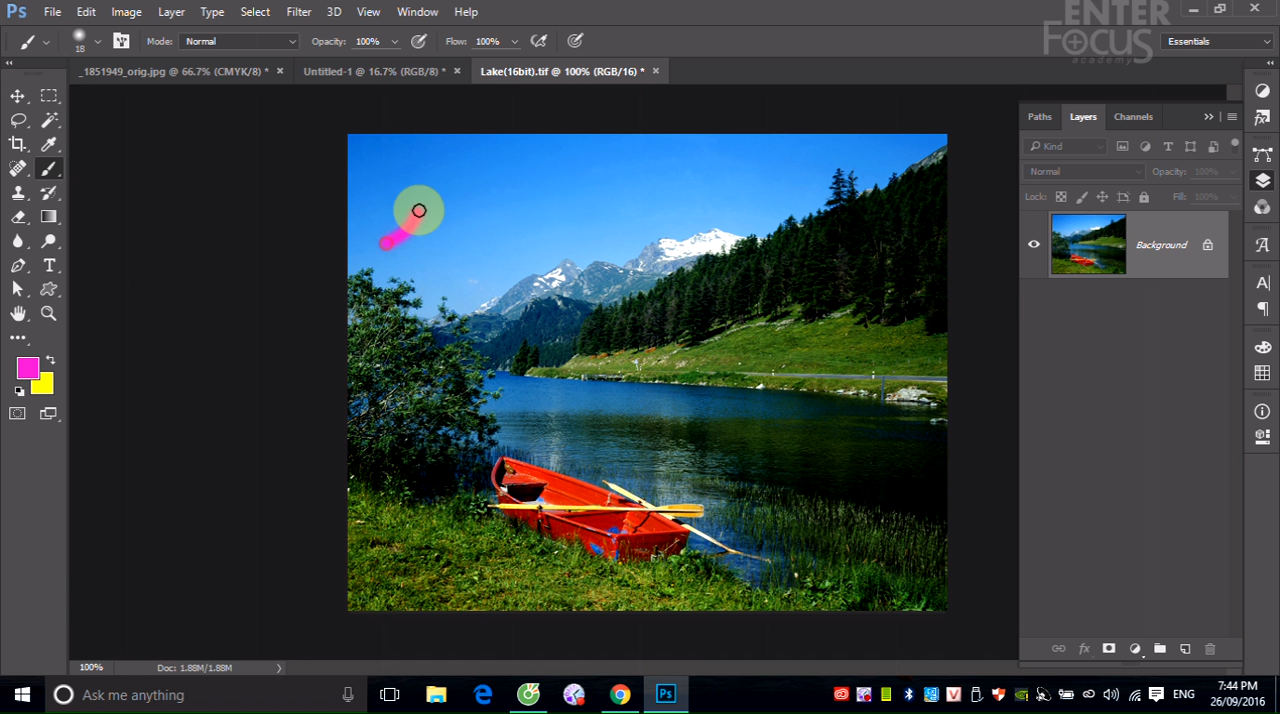 Ps File Edit Image Layer Type Select Filter 3D View Window Help
ENTER
FOCUS
academy
18 Mode: Normal Opacity: 100% Flow: 100% Essentials
_1851949_orig.jpg @ 66.7% (CMYK/8) * × Untitled-1 @ 16.7% (RGB/8) * × Lake(16bit).tif @ 100% (RGB/16) * ×
Paths Layers Channels
Kind
Normal Opacity: 100%
Lock: Fill: 100%
Background
100% Doc: 1.88M/1.88M
Ask me anything
Ps
ENG
7:44 PM
26/09/2016